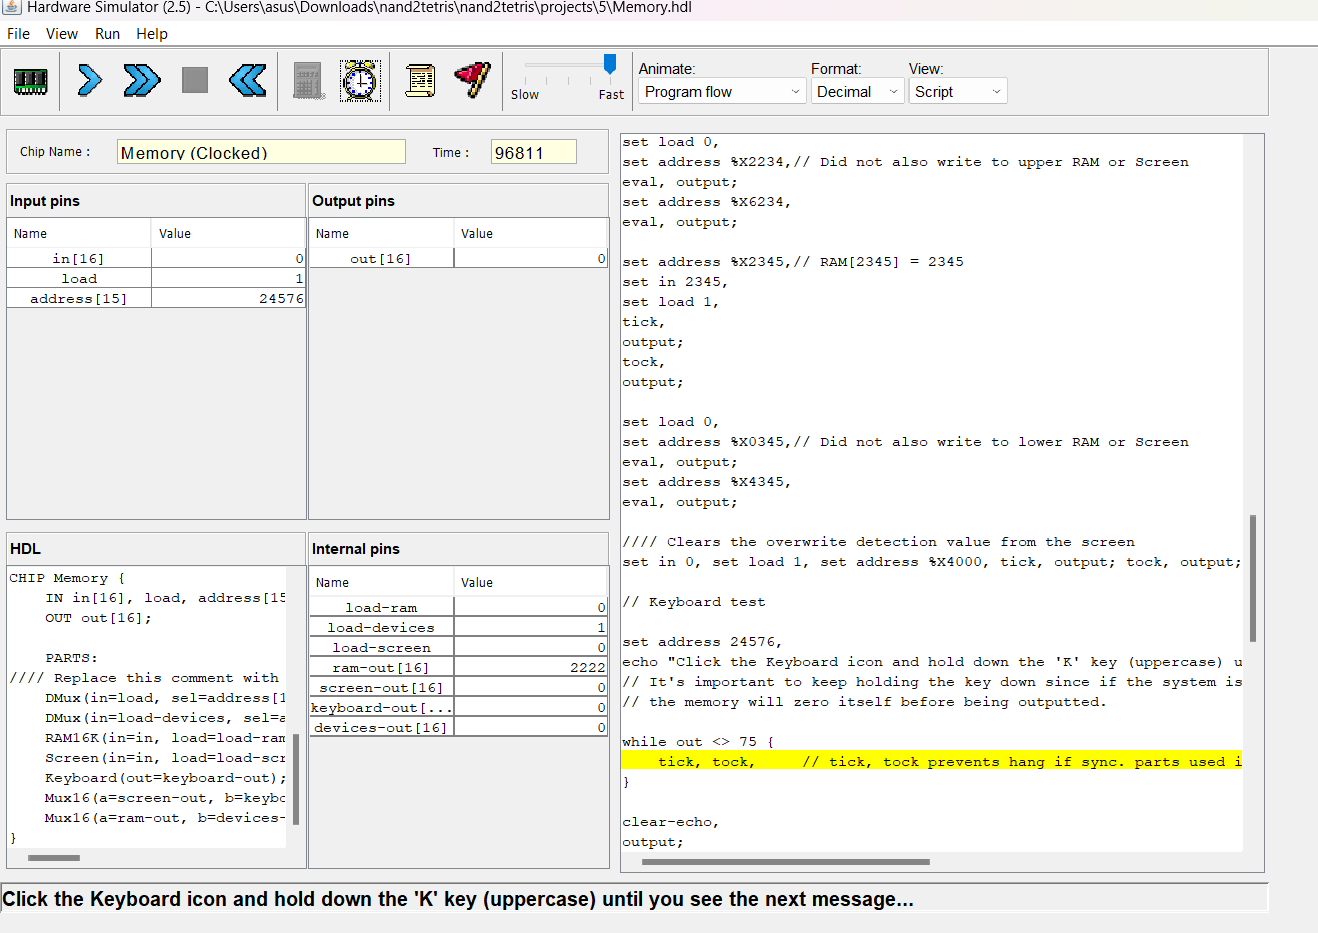 Hardware Simulator (2.5) - C:\Users\asus\Downloads\nand2tetris\nand2tetris\projects\5\Memory.hdl
File View Run Help
Slow Fast
Animate: Format: View:
Program flow Decimal Script
Chip Name : Memory (Clocked) Time : 96811
Input pins
Name Value
in[16] 0
load 1
address[15] 24576
Output pins
Name Value
out[16] 0
HDL
CHIP Memory {
IN in[16], load, address[15
OUT out[16];
PARTS:
//// Replace this comment with
DMux(in=load, sel=address[1
DMux(in=load-devices, sel=a
RAM16K(in=in, load=load-ram
Screen(in=in, load=load-scr
Keyboard(out=keyboard-out);
Mux16(a=screen-out, b=keybo
Mux16(a=ram-out, b=devices-
}
Internal pins
Name Value
load-ram 0
load-devices 1
load-screen 0
ram-out[16] 2222
screen-out[16] 0
keyboard-out[... 0
devices-out[16] 0
set load 0,
set address %X2234,// Did not also write to upper RAM or Screen
eval, output;
set address %X6234,
eval, output;
set address %X2345,// RAM[2345] = 2345
set in 2345,
set load 1,
tick,
output;
tock,
output;
set load 0,
set address %X0345,// Did not also write to lower RAM or Screen
eval, output;
set address %X4345,
eval, output;
//// Clears the overwrite detection value from the screen
set in 0, set load 1, set address %X4000, tick, output; tock, output;
// Keyboard test
set address 24576,
echo "Click the Keyboard icon and hold down the 'K' key (uppercase) u
// It's important to keep holding the key down since if the system is
// the memory will zero itself before being outputted.
while out <> 75 {
tick, tock, // tick, tock prevents hang if sync. parts used i
}
clear-echo,
output;
Click the Keyboard icon and hold down the 'K' key (uppercase) until you see the next message...